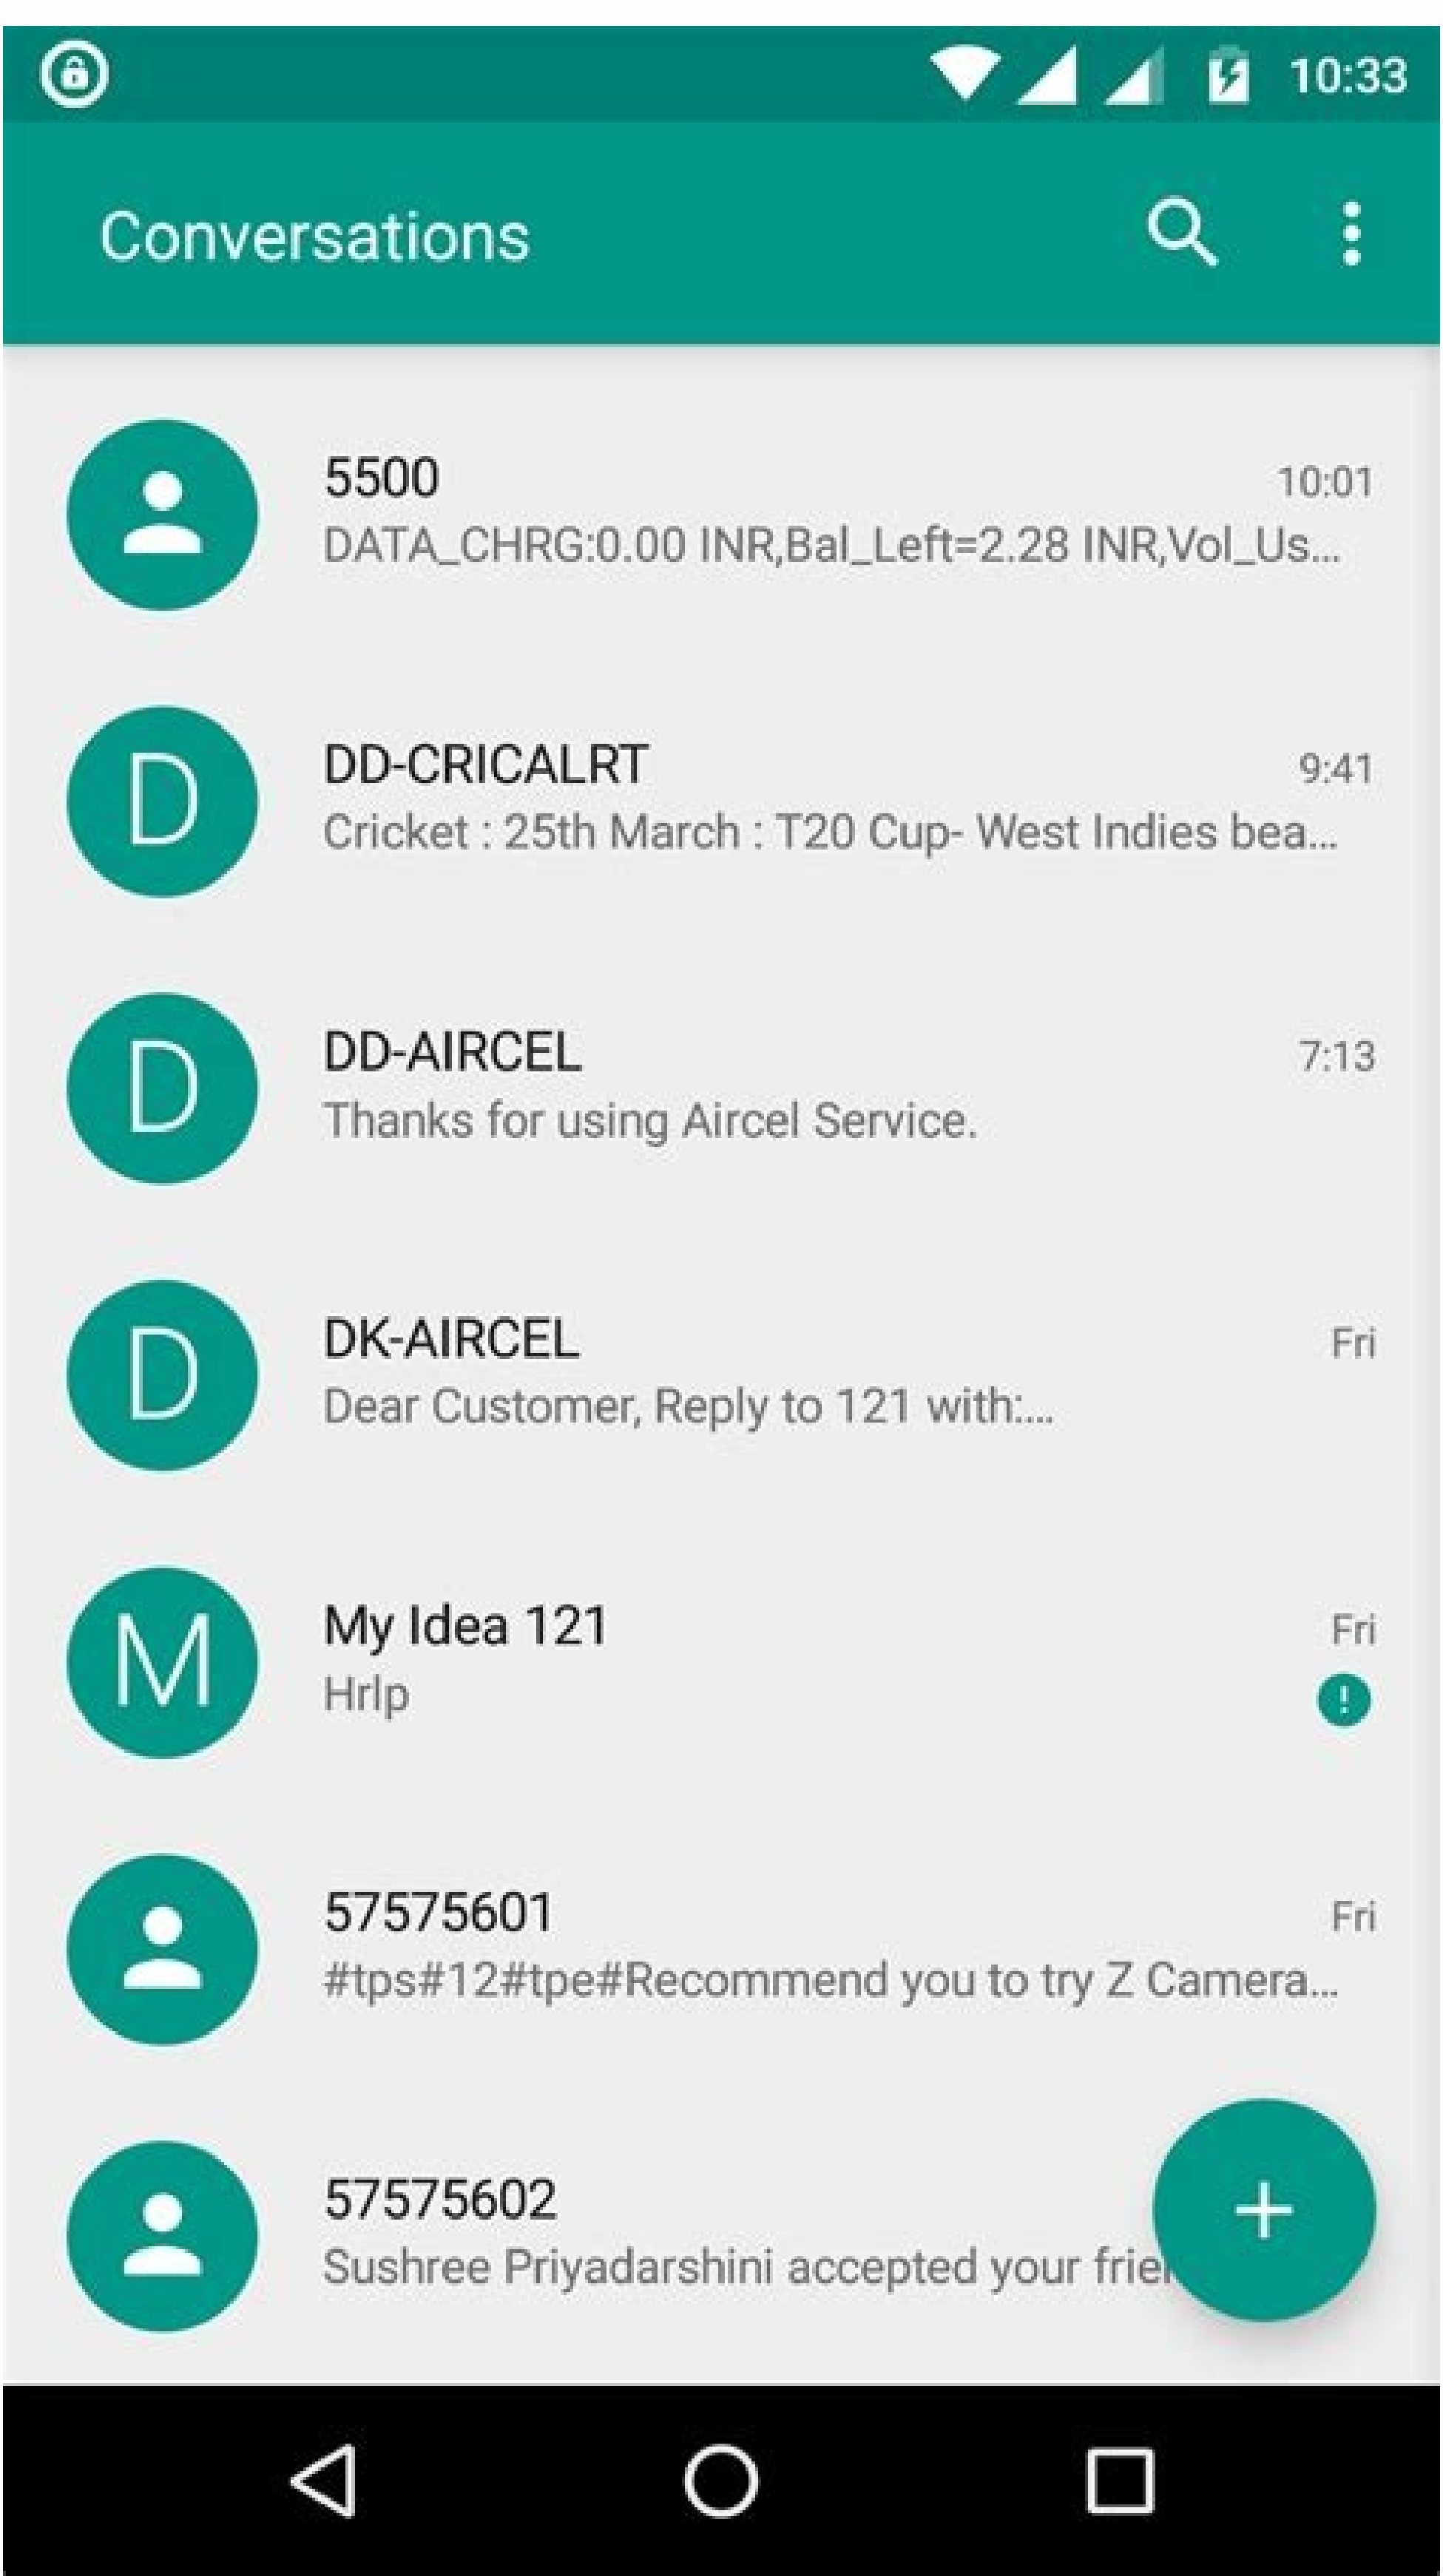 10:33
Conversations
5500
10:01
DATA_CHRG:0.00 INR,Bal_Left=2.28 INR,Vol_Us...
D
DD-CRICALRT
9:41
Cricket : 25th March : T20 Cup- West Indies bea...
D
DD-AIRCEL
7:13
Thanks for using Aircel Service.
D
DK-AIRCEL
Fri
Dear Customer, Reply to 121 with:...
M
My Idea 121
Fri
Hrlp
!
57575601
Fri
#tps#12#tpe#Recommend you to try Z Camera...
57575602
Sushree Priyadarshini accepted your
+